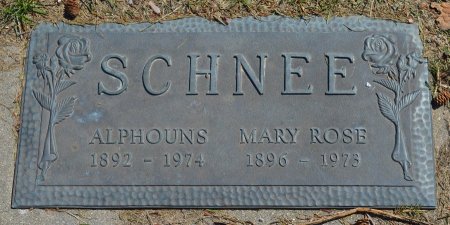 SCHNEE
ALPHOUNS MARY ROSE
1892 - 1974 1896 - 1973